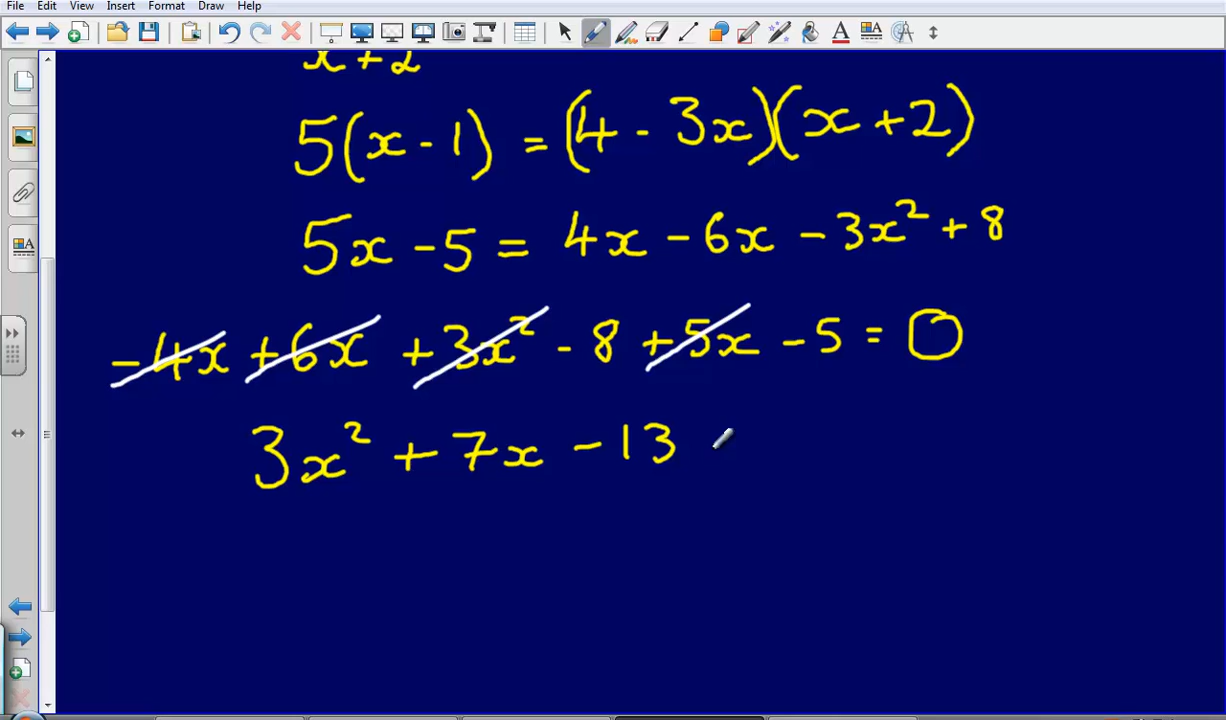 File Edit View Insert Format Draw Help
x + 2
5(x - 1) = (4 - 3x)(x + 2)
5x - 5 = 4x - 6x - 3x² + 8
- 4x + 6x + 3x² - 8 + 5x - 5 = 0
3x² + 7x - 13